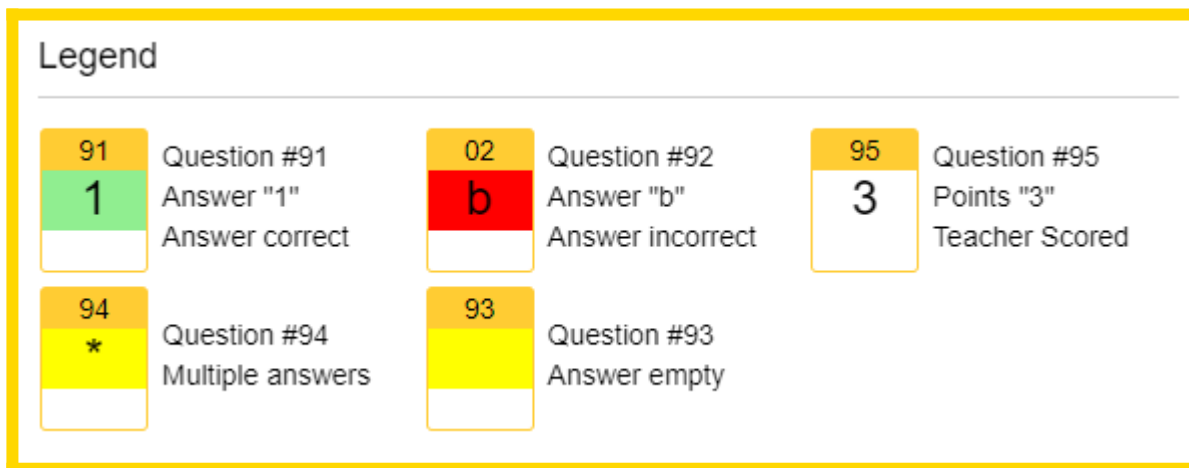 Legend
91
1
Question #91
Answer "1"
Answer correct
02
b
Question #92
Answer "b"
Answer incorrect
95
3
Question #95
Points "3"
Teacher Scored
94
*
Question #94
Multiple answers
93
Question #93
Answer empty